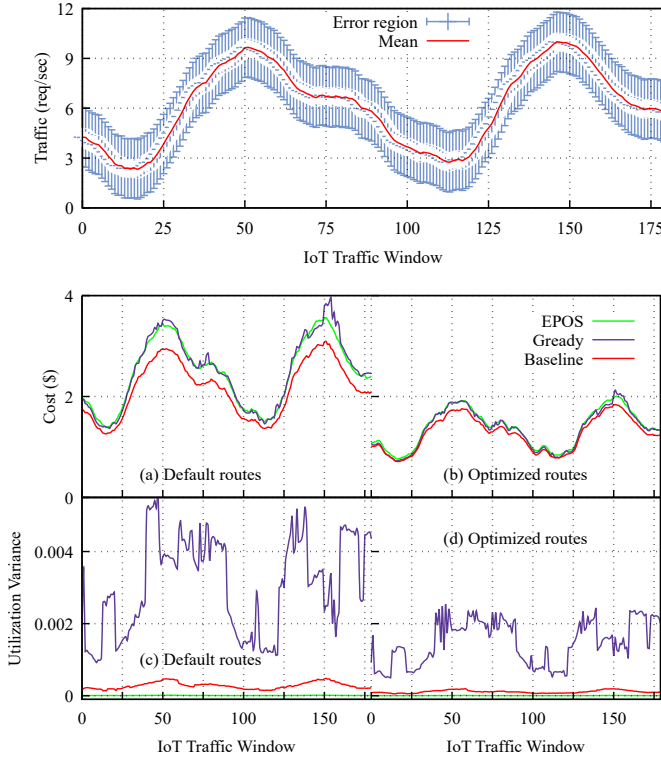 12
9
6
3
0
Traffic (req/sec)
Error region
Mean
0 25 50 75 100 125 150 175
IoT Traffic Window
4
2
0
Cost ($)
EPOS
Gready
Baseline
(a) Default routes
(b) Optimized routes
0.004
0.002
0
Utilization Variance
(d) Optimized routes
(c) Default routes
0 50 100 150 0 50 100 150
IoT Traffic Window IoT Traffic Window